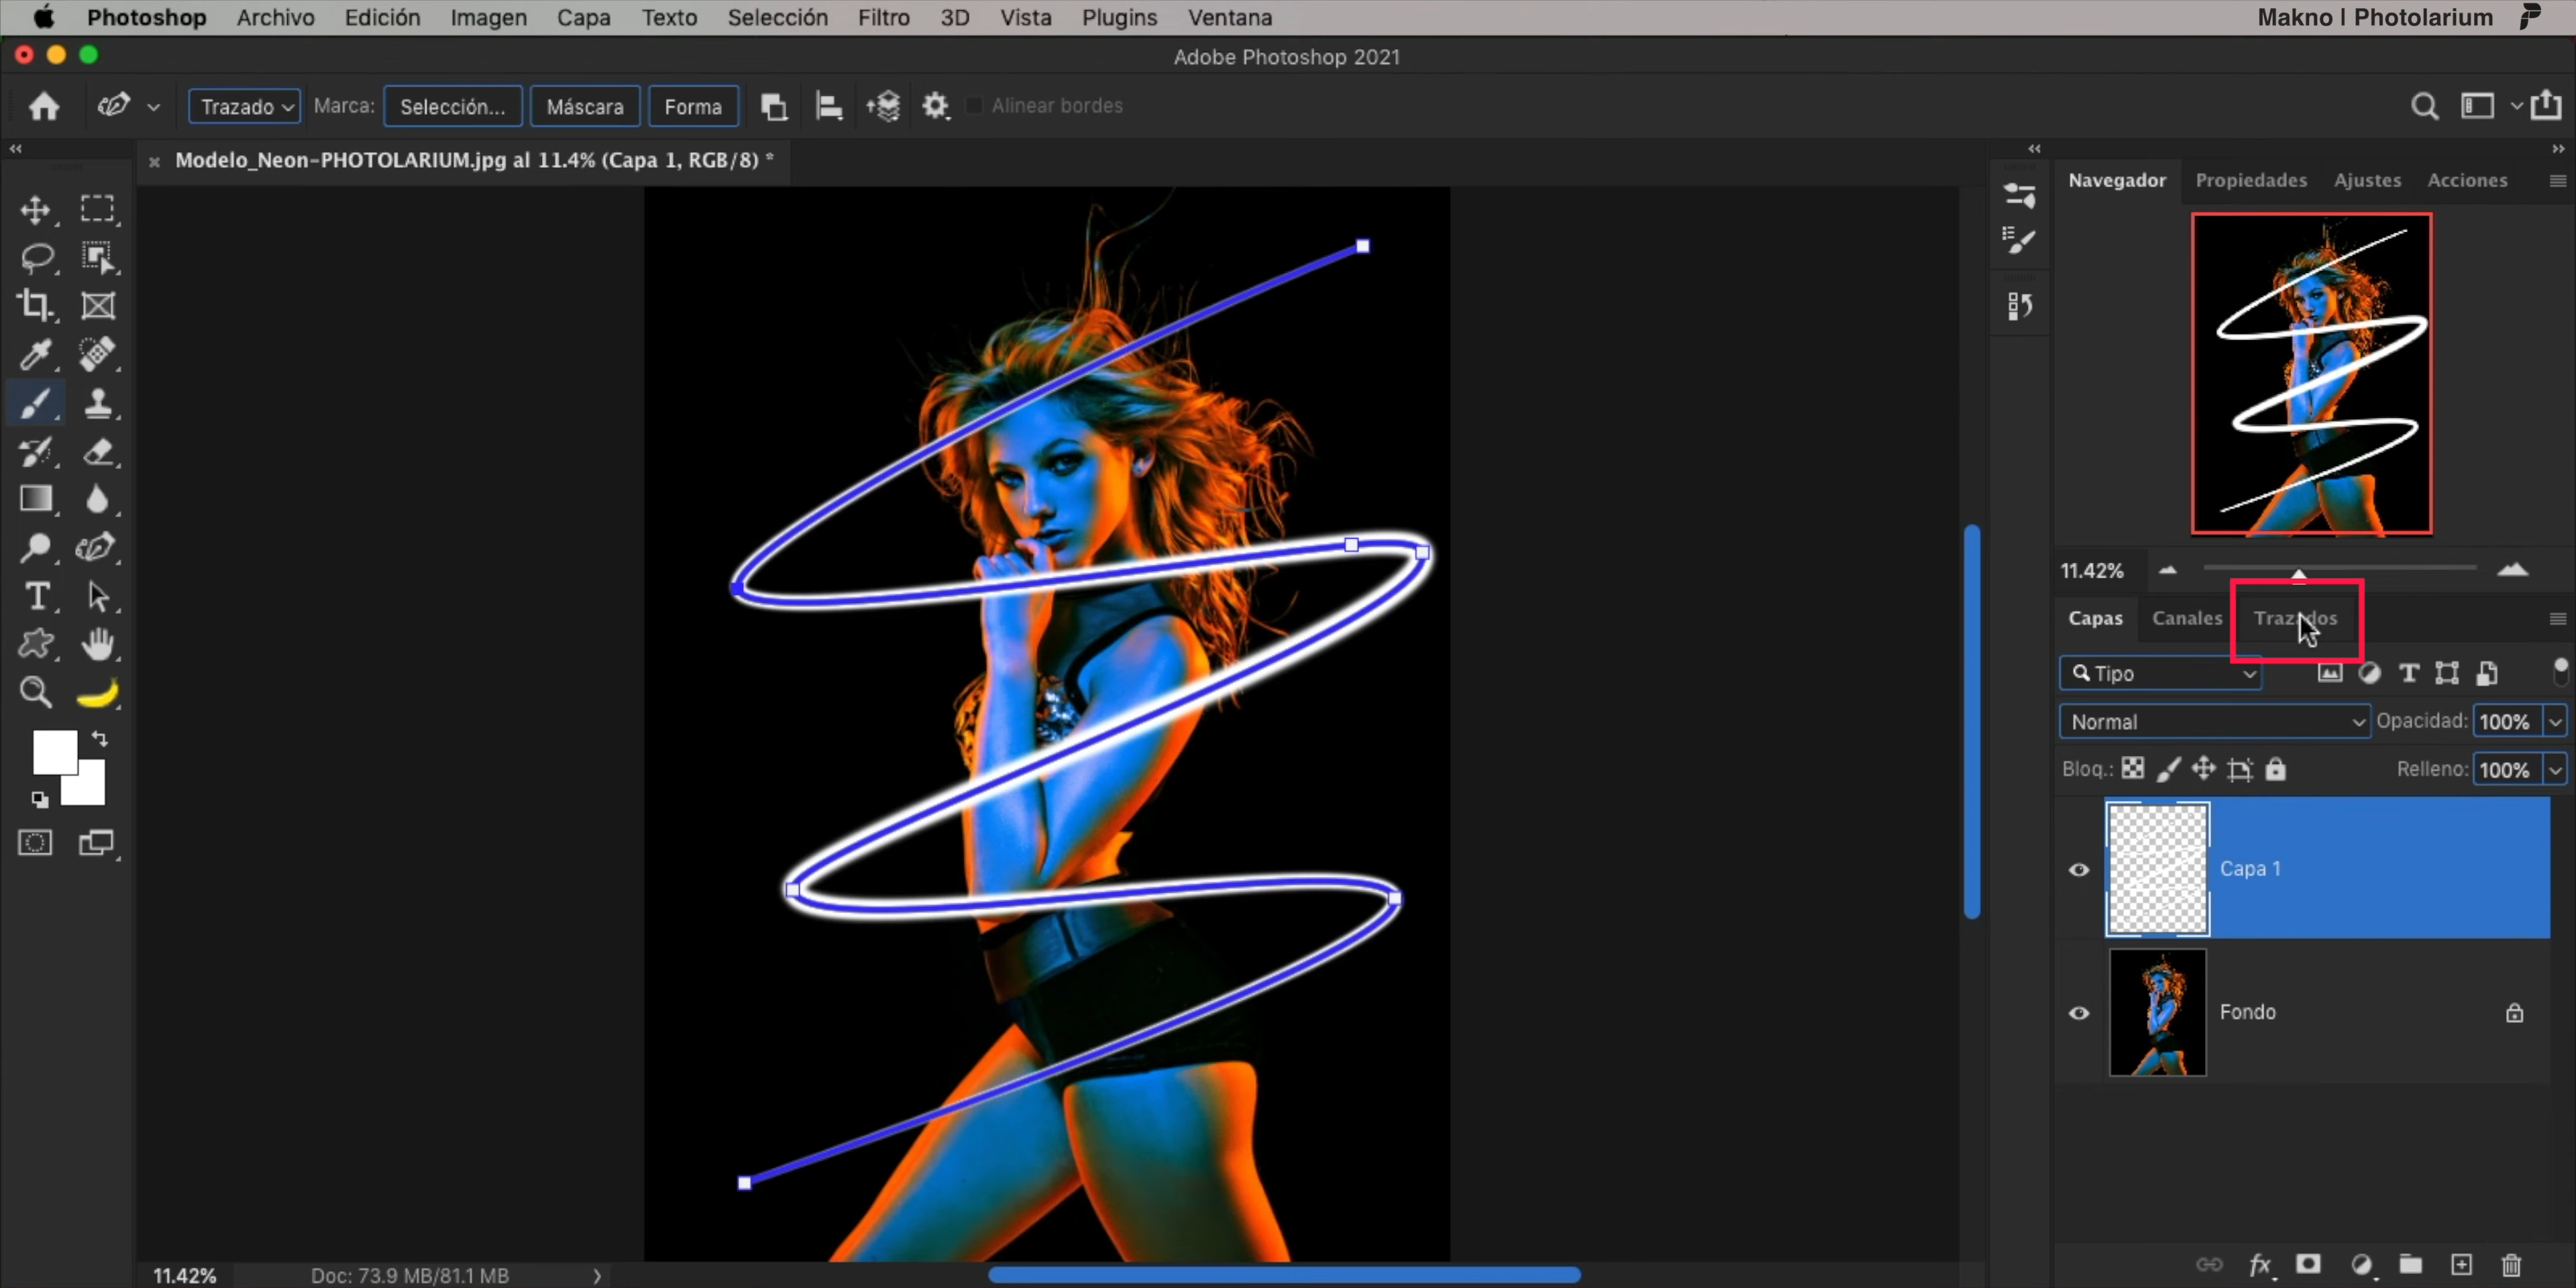 Photoshop Archivo Edición Imagen Capa Texto Selección Filtro 3D Vista Plugins Ventana Makno | Photolarium
Adobe Photoshop 2021
Trazado Marca: Selección... Máscara Forma Alinear bordes
Modelo_Neon-PHOTOLARIUM.jpg al 11.4% (Capa 1, RGB/8) *
Navegador Propiedades Ajustes Acciones
11.42%
Capas Canales Trazados
Tipo
Normal Opacidad: 100%
Bloq.: Relleno: 100%
Capa 1
Fondo
11.42% Doc: 73.9 MB/81.1 MB